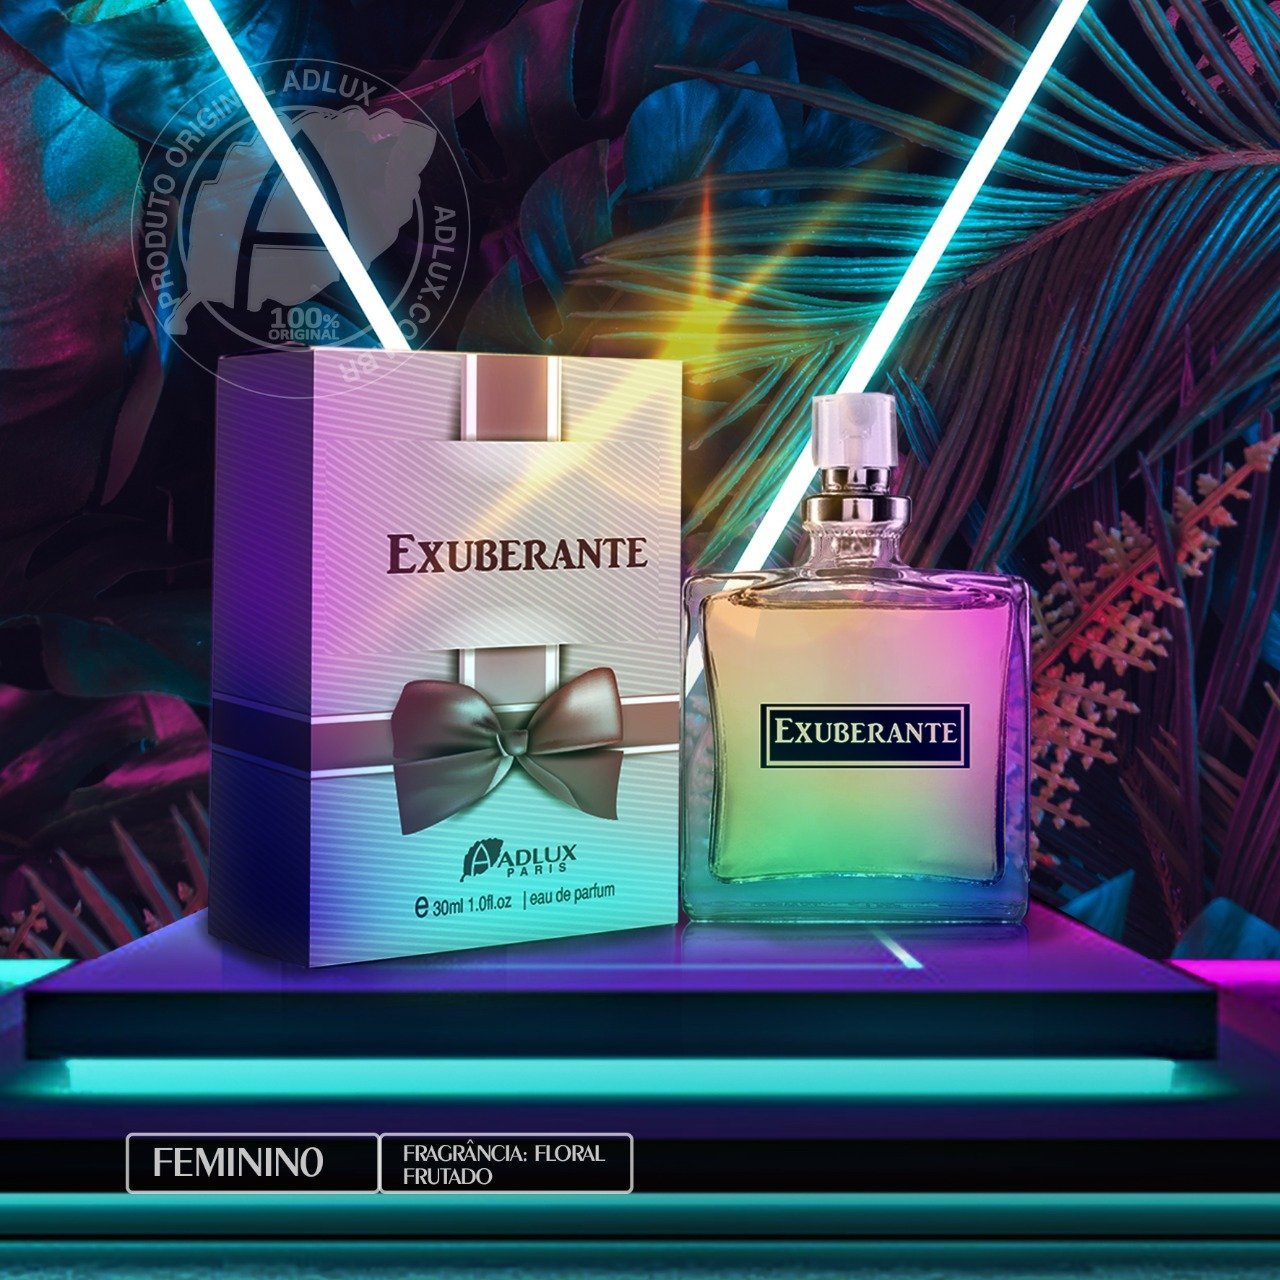 PRODUTO ORIGINAL ADLUX
ADLUX.COM.BR
A
100%
ORIGINAL
EXUBERANTE
EXUBERANTE
ADLUX
PARIS
e 30ml 1.0fl.oz | eau de parfum
FEMININO
FRAGRÂNCIA: FLORAL
FRUTADO